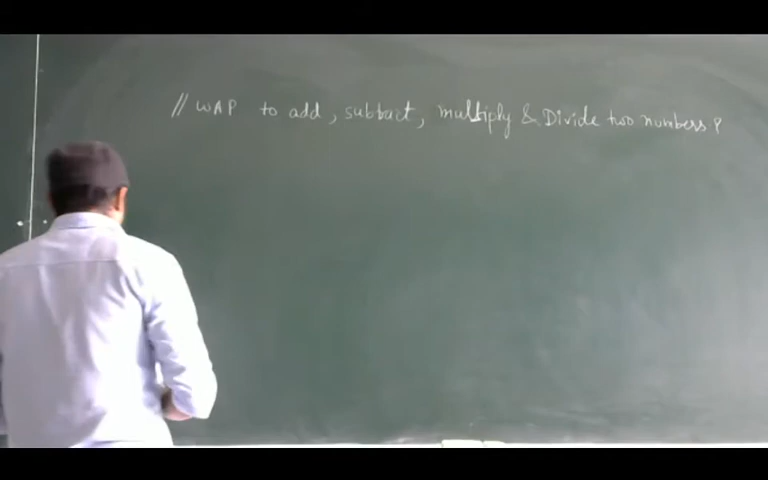 // WAP to add, subtract, multiply & Divide two numbers?